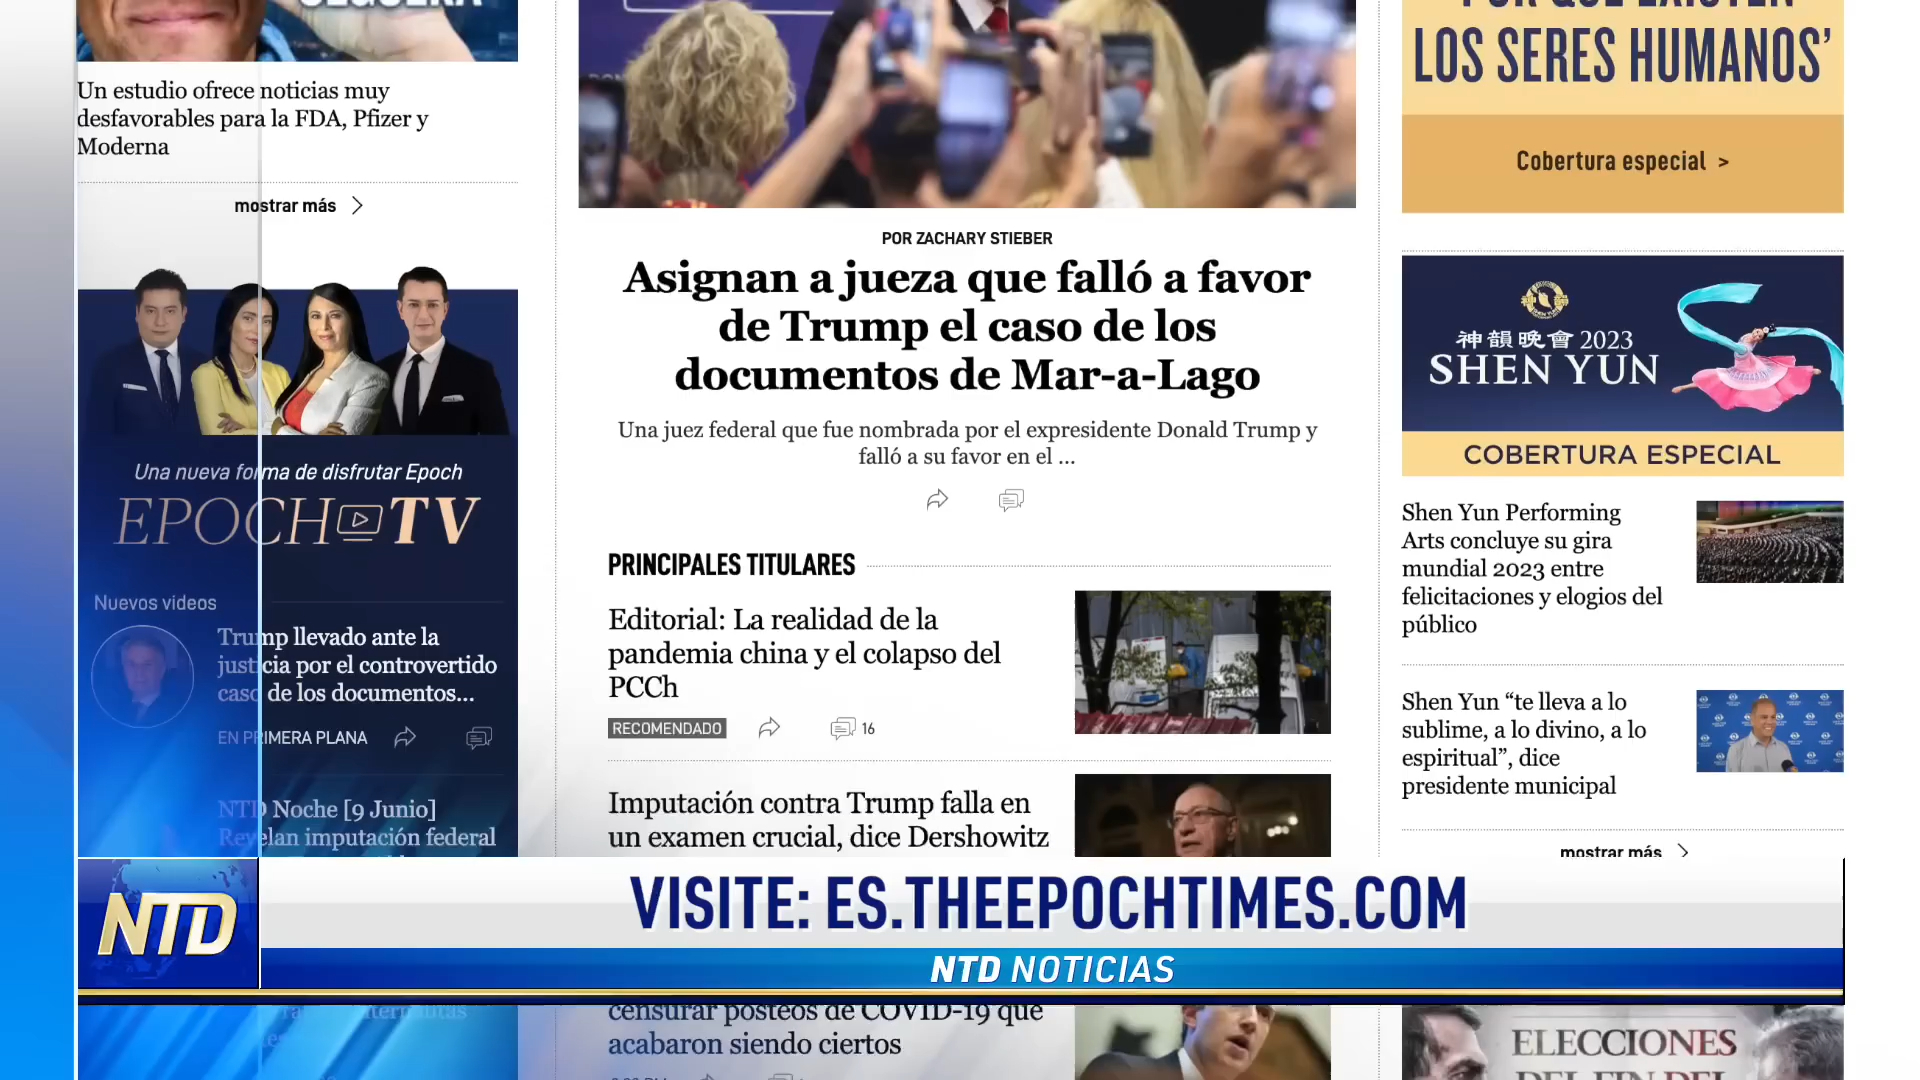 Un estudio ofrece noticias muy
desfavorables para la FDA, Pfizer y
Moderna
mostrar más
Una nueva forma de disfrutar Epoch
EPOCH TV
Nuevos videos
Trump llevado ante la
justicia por el controvertido
caso de los documentos...
EN PRIMERA PLANA
NTD Noche [9 Junio]
Revelan imputación federal
POR ZACHARY STIEBER
Asignan a jueza que falló a favor
de Trump el caso de los
documentos de Mar-a-Lago
Una juez federal que fue nombrada por el expresidente Donald Trump y
falló a su favor en el ...
PRINCIPALES TITULARES
Editorial: La realidad de la
pandemia china y el colapso del
PCCh
RECOMENDADO
16
Imputación contra Trump falla en
un examen crucial, dice Dershowitz
censurar posteos de COVID-19 que
acabaron siendo ciertos
POR QUÉ EXISTEN
LOS SERES HUMANOS'
Cobertura especial >
神韻晚會 2023
SHEN YUN
COBERTURA ESPECIAL
Shen Yun Performing
Arts concluye su gira
mundial 2023 entre
felicitaciones y elogios del
público
Shen Yun “te lleva a lo
sublime, a lo divino, a lo
espiritual”, dice
presidente municipal
mostrar más
ELECCIONES
NTD
VISITE: ES.THEEPOCHTIMES.COM
NTD NOTICIAS